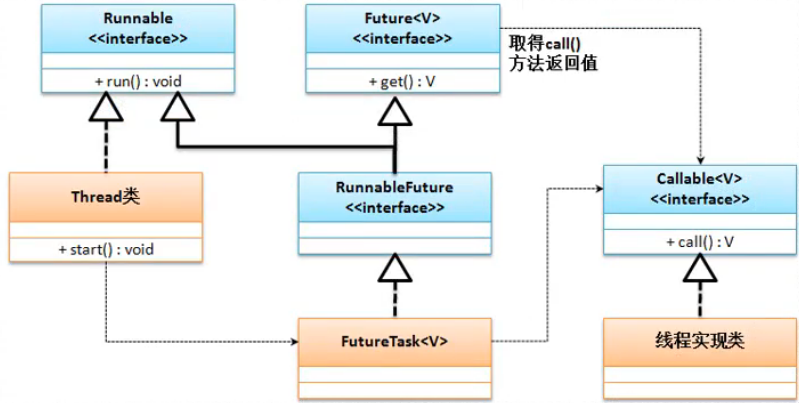 Runnable
<<interface>>
+ run() : void
Future<V>
<<interface>>
+ get() : V
取得call()
方法返回值
Thread类
+ start() : void
RunnableFuture
<<interface>>
Callable<V>
<<interface>>
+ call() : V
FutureTask<V>
线程实现类